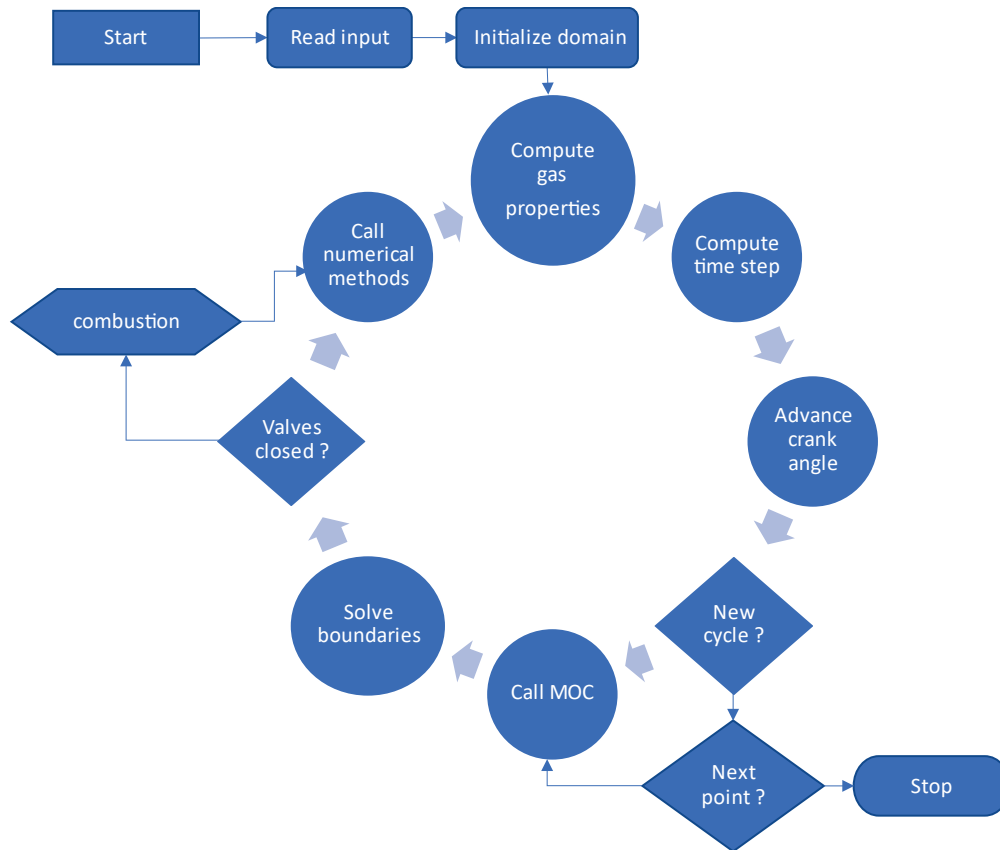 Start
Read input
Initialize domain
Compute
gas
properties
Compute
time step
Advance
crank
angle
New
cycle ?
Next
point ?
Stop
Call MOC
Solve
boundaries
Valves
closed ?
combustion
Call
numerical
methods